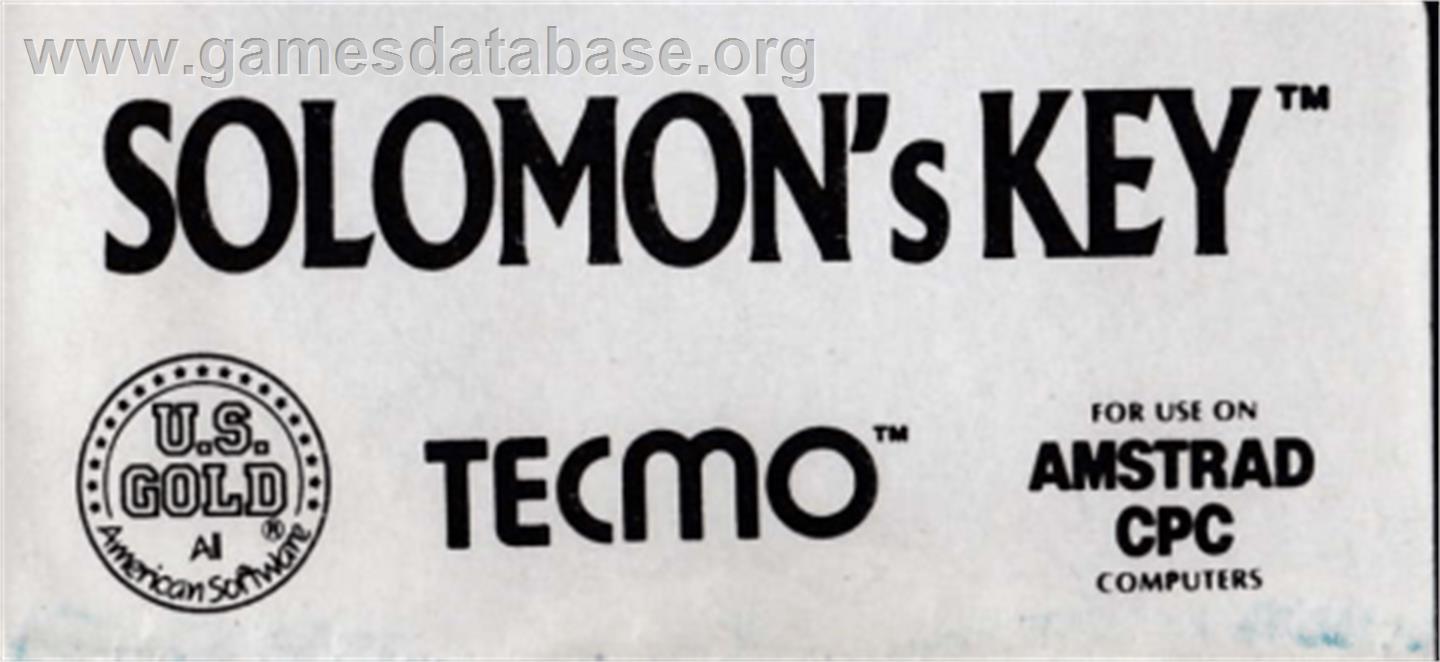 www.gamesdatabase.org
SOLOMON's KEY™
U.S.
GOLD®
All
American Software
TECMO™
FOR USE ON
AMSTRAD
CPC
COMPUTERS